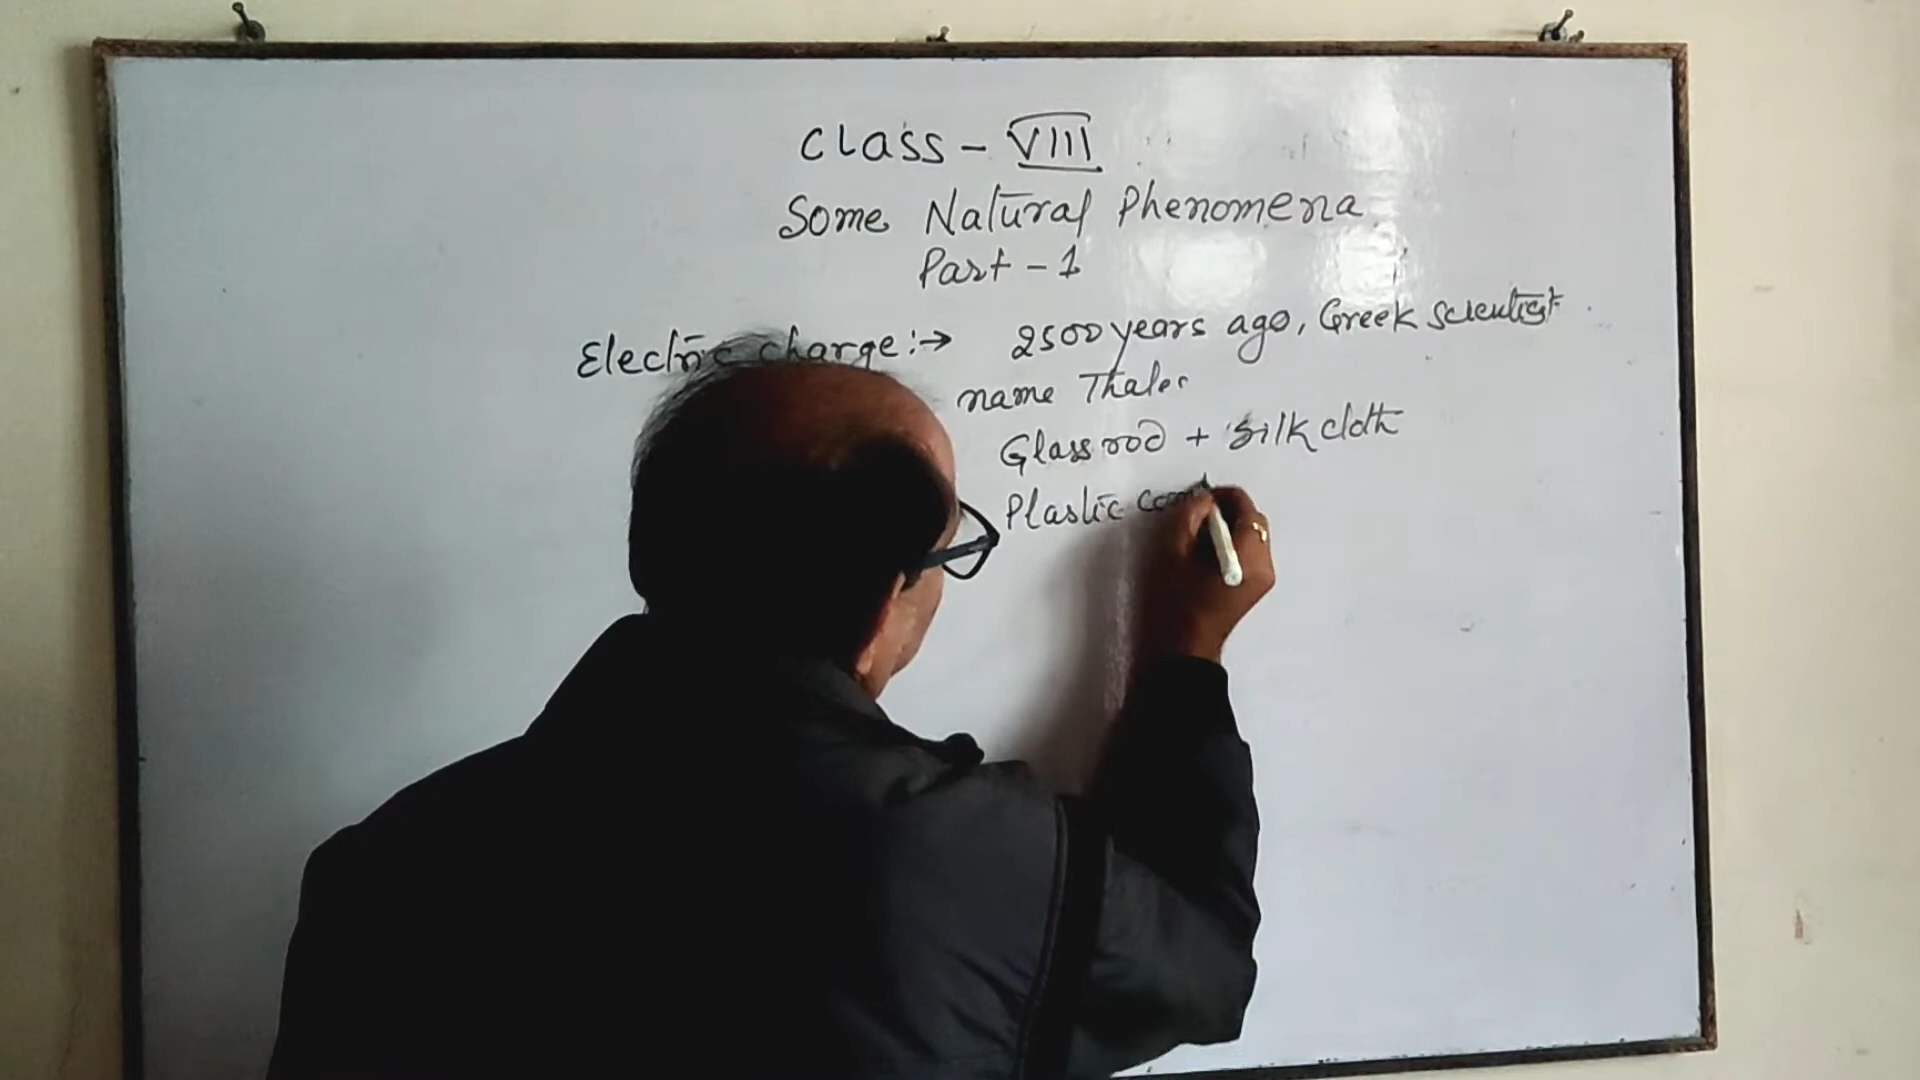 Class - VIII
Some Natural Phenomena
Part - 1
Electric charge :→ 2500 years ago, Greek scientist
name Thales
Glass rod + Silk cloth
Plastic